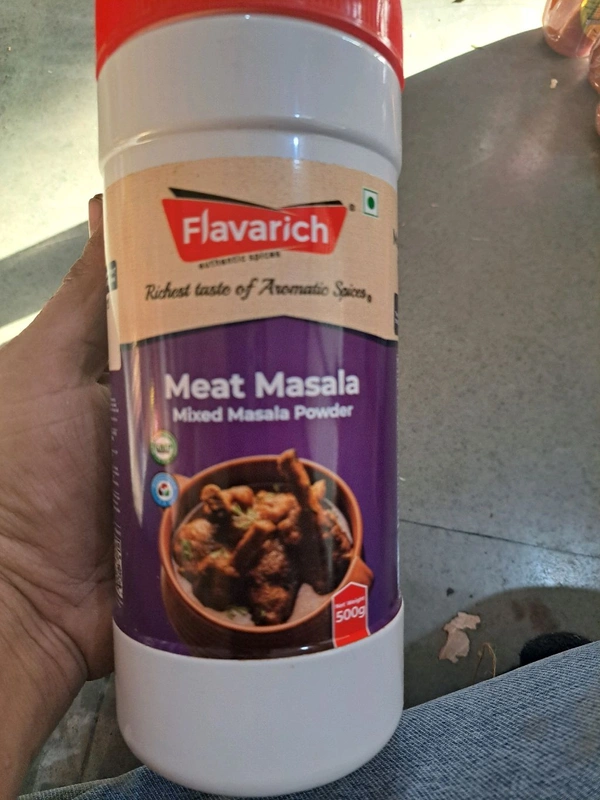 Flavarich®
authentic spices
Richest taste of Aromatic Spices
Meat Masala
Mixed Masala Powder
Net Weight
500g